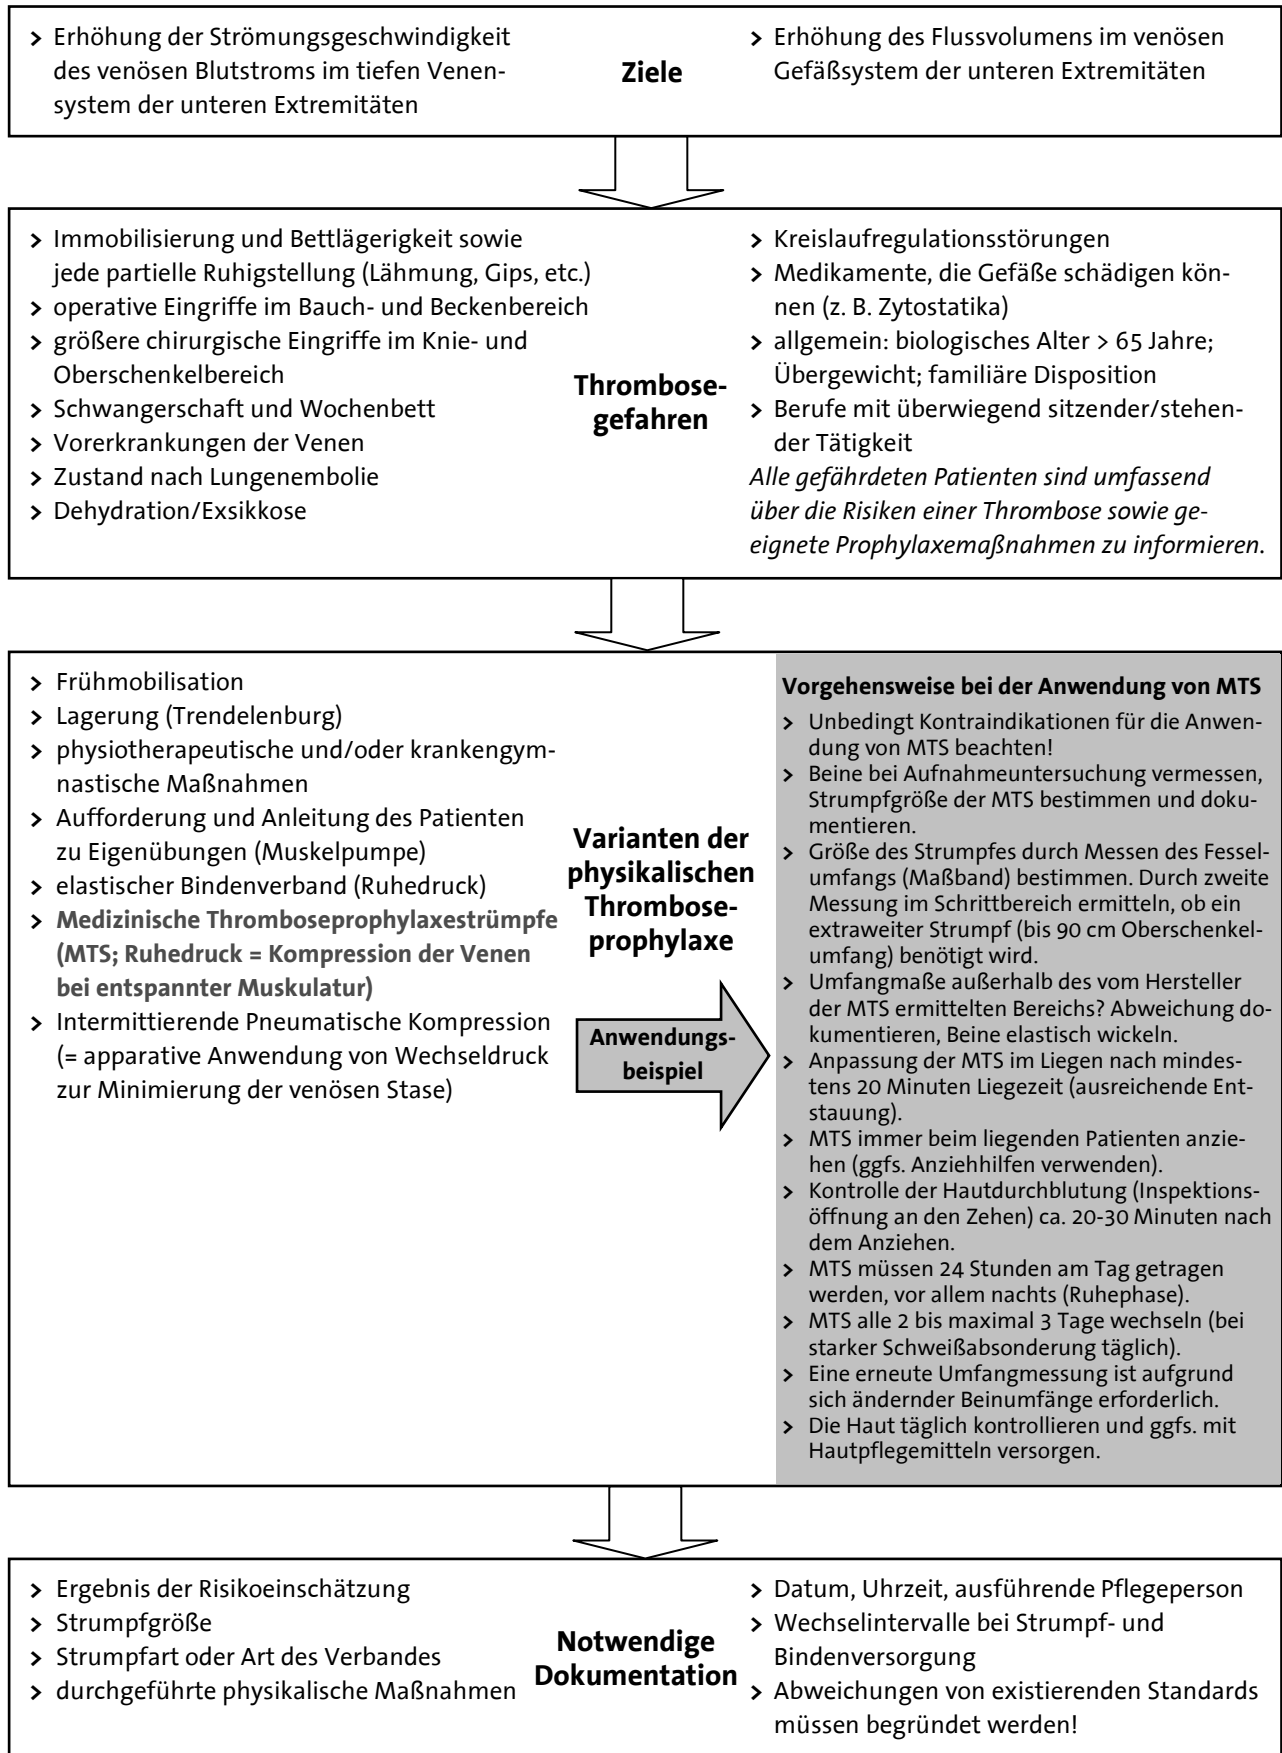 > Erhöhung der Strömungsgeschwindigkeit
des venösen Blutstroms im tiefen Venen-
system der unteren Extremitäten
Ziele
> Erhöhung des Flussvolumens im venösen
Gefäßsystem der unteren Extremitäten
> Immobilisierung und Bettlägerigkeit sowie
jede partielle Ruhigstellung (Lähmung, Gips, etc.)
> operative Eingriffe im Bauch- und Beckenbereich
> größere chirurgische Eingriffe im Knie- und
Oberschenkelbereich
> Schwangerschaft und Wochenbett
> Vorerkrankungen der Venen
> Zustand nach Lungenembolie
> Dehydration/Exsikkose
Thrombose-
gefahren
> Kreislaufregulationsstörungen
> Medikamente, die Gefäße schädigen kön-
nen (z. B. Zytostatika)
> allgemein: biologisches Alter > 65 Jahre;
Übergewicht; familiäre Disposition
> Berufe mit überwiegend sitzender/stehen-
der Tätigkeit
Alle gefährdeten Patienten sind umfassend
über die Risiken einer Thrombose sowie ge-
eignete Prophylaxemaßnahmen zu informieren.
> Frühmobilisation
> Lagerung (Trendelenburg)
> physiotherapeutische und/oder krankengym-
nastische Maßnahmen
> Aufforderung und Anleitung des Patienten
zu Eigenübungen (Muskelpumpe)
> elastischer Bindenverband (Ruhedruck)
> Medizinische Thromboseprophylaxestrümpfe
(MTS; Ruhedruck = Kompression der Venen
bei entspannter Muskulatur)
> Intermittierende Pneumatische Kompression
(= apparative Anwendung von Wechseldruck
zur Minimierung der venösen Stase)
Varianten der
physikalischen
Thrombose-
prophylaxe
Anwendungs-
beispiel
Vorgehensweise bei der Anwendung von MTS
> Unbedingt Kontraindikationen für die Anwen-
dung von MTS beachten!
> Beine bei Aufnahmeuntersuchung vermessen,
Strumpfgröße der MTS bestimmen und doku-
mentieren.
> Größe des Strumpfes durch Messen des Fessel-
umfangs (Maßband) bestimmen. Durch zweite
Messung im Schrittbereich ermitteln, ob ein
extraweiter Strumpf (bis 90 cm Oberschenkel-
umfang) benötigt wird.
> Umfangmaße außerhalb des vom Hersteller
der MTS ermittelten Bereichs? Abweichung do-
kumentieren, Beine elastisch wickeln.
> Anpassung der MTS im Liegen nach mindes-
tens 20 Minuten Liegezeit (ausreichende Ent-
stauung).
> MTS immer beim liegenden Patienten anzie-
hen (ggfs. Anziehhilfen verwenden).
> Kontrolle der Hautdurchblutung (Inspektions-
öffnung an den Zehen) ca. 20-30 Minuten nach
dem Anziehen.
> MTS müssen 24 Stunden am Tag getragen
werden, vor allem nachts (Ruhephase).
> MTS alle 2 bis maximal 3 Tage wechseln (bei
starker Schweißabsonderung täglich).
> Eine erneute Umfangmessung ist aufgrund
sich ändernder Beinumfänge erforderlich.
> Die Haut täglich kontrollieren und ggfs. mit
Hautpflegemitteln versorgen.
> Ergebnis der Risikoeinschätzung
> Strumpfgröße
> Strumpfart oder Art des Verbandes
> durchgeführte physikalische Maßnahmen
Notwendige
Dokumentation
> Datum, Uhrzeit, ausführende Pflegeperson
> Wechselintervalle bei Strumpf- und
Bindenversorgung
> Abweichungen von existierenden Standards
müssen begründet werden!